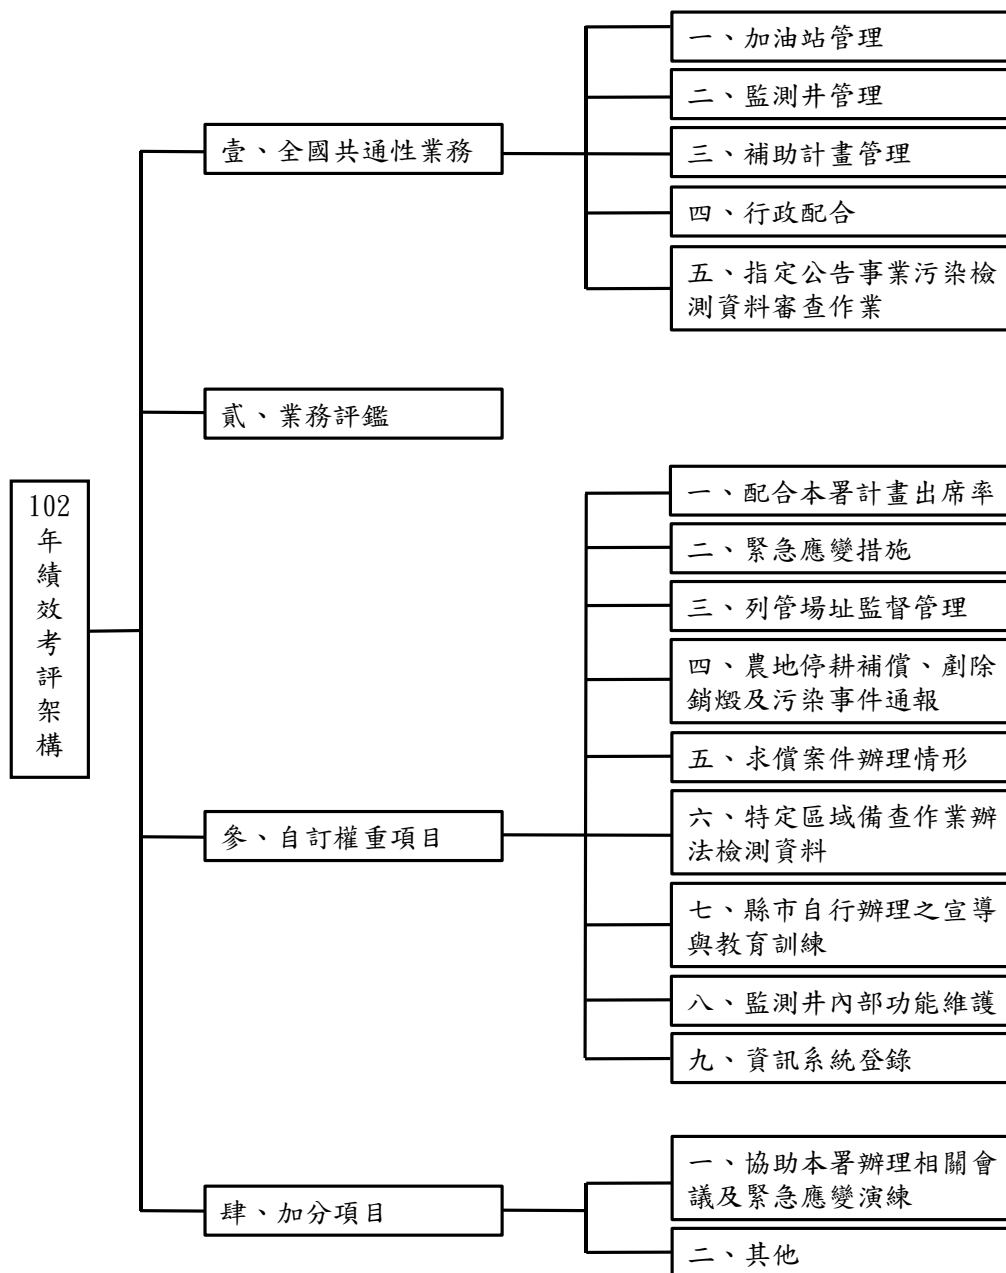 102
年
績
效
考
評
架
構
壹、全國共通性業務
一、加油站管理
二、監測井管理
三、補助計畫管理
四、行政配合
五、指定公告事業污染檢
測資料審查作業
貳、業務評鑑
參、自訂權重項目
一、配合本署計畫出席率
二、緊急應變措施
三、列管場址監督管理
四、農地停耕補償、剷除
銷燬及污染事件通報
五、求償案件辦理情形
六、特定區域備查作業辦
法檢測資料
七、縣市自行辦理之宣導
與教育訓練
八、監測井內部功能維護
九、資訊系統登錄
肆、加分項目
一、協助本署辦理相關會
議及緊急應變演練
二、其他